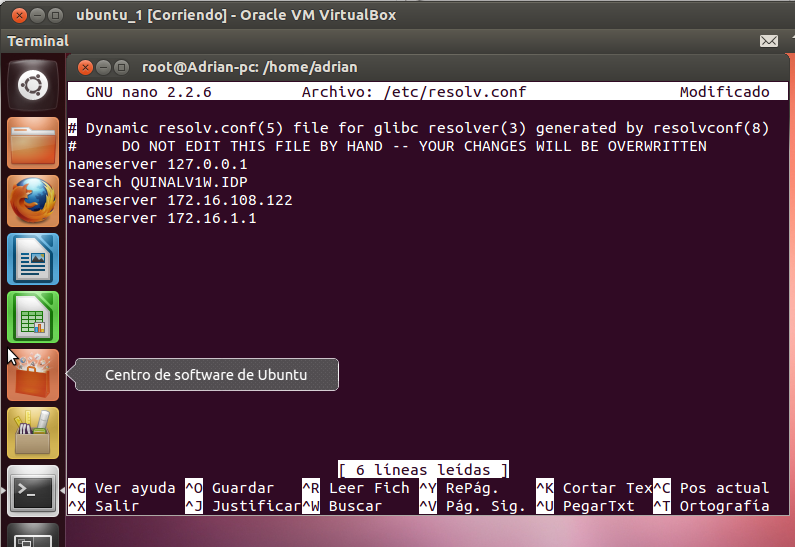 ubuntu_1 [Corriendo] - Oracle VM VirtualBox
Terminal
root@Adrian-pc: /home/adrian
GNU nano 2.2.6 Archivo: /etc/resolv.conf Modificado
# Dynamic resolv.conf(5) file for glibc resolver(3) generated by resolvconf(8)
# DO NOT EDIT THIS FILE BY HAND -- YOUR CHANGES WILL BE OVERWRITTEN
nameserver 127.0.0.1
search QUINALV1W.IDP
nameserver 172.16.108.122
nameserver 172.16.1.1
Centro de software de Ubuntu
[ 6 líneas leídas ]
^G Ver ayuda ^O Guardar ^R Leer Fich ^Y RePág. ^K Cortar Tex ^C Pos actual
^X Salir ^J Justificar ^W Buscar ^V Pág. Sig. ^U PegarTxt ^T Ortografía